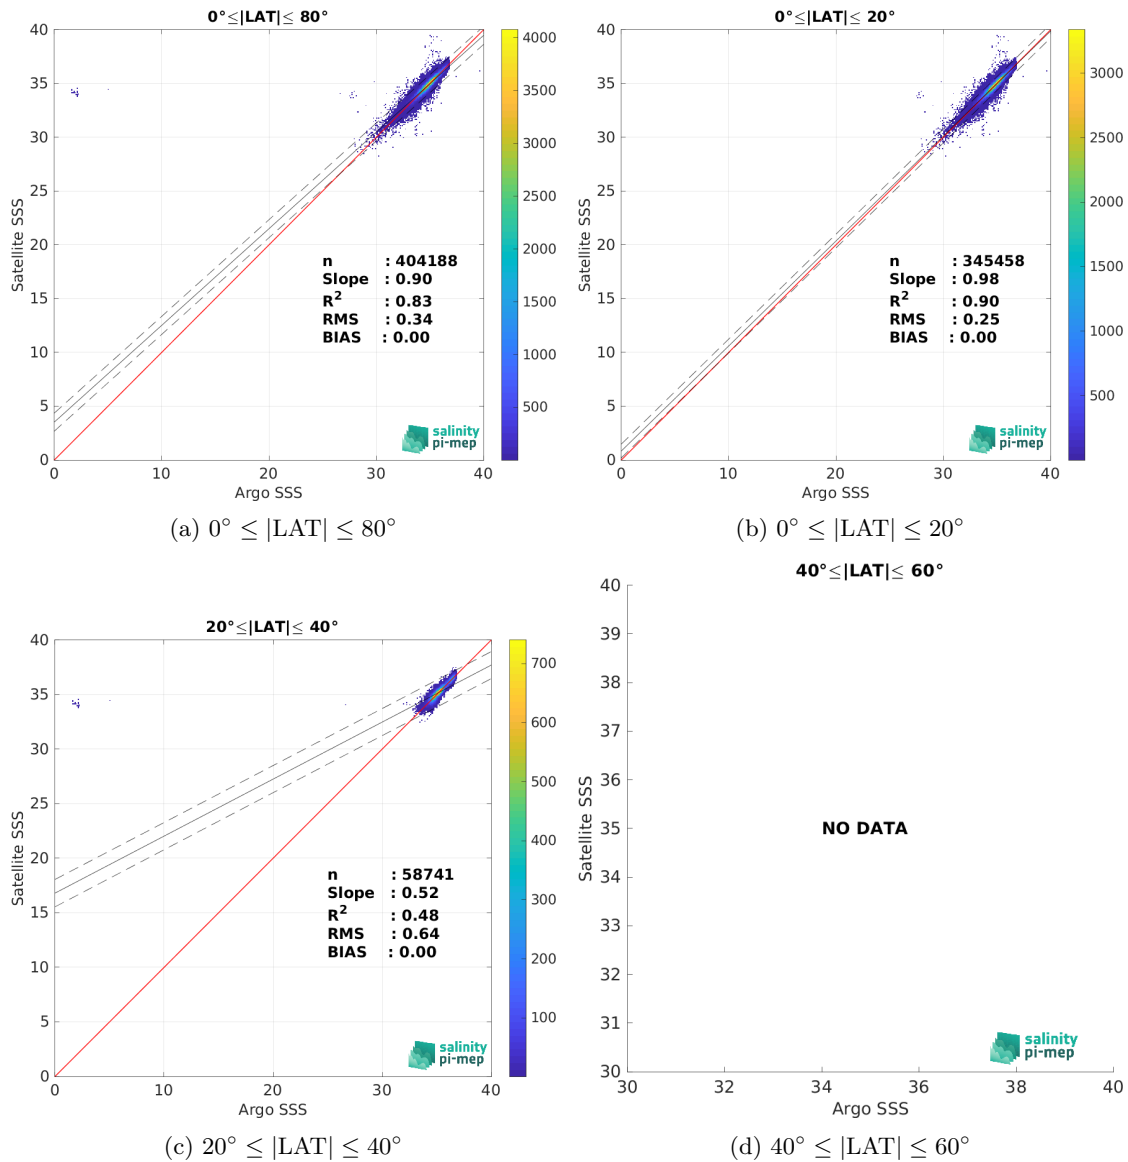 0°≤|LAT|≤ 80°
40
35
30
25
20
15
10
5
0
Satellite SSS
n : 404188
Slope : 0.90
R2 : 0.83
RMS : 0.34
BIAS : 0.00
salinity
pi-mep
0 10 20 30 40
Argo SSS
4000
3500
3000
2500
2000
1500
1000
500
(a) 0° ≤ |LAT| ≤ 80°
0°≤|LAT|≤ 20°
40
35
30
25
20
15
10
5
0
Satellite SSS
n : 345458
Slope : 0.98
R2 : 0.90
RMS : 0.25
BIAS : 0.00
salinity
pi-mep
0 10 20 30 40
Argo SSS
3000
2500
2000
1500
1000
500
(b) 0° ≤ |LAT| ≤ 20°
20°≤|LAT|≤ 40°
40
35
30
25
20
15
10
5
0
Satellite SSS
n : 58741
Slope : 0.52
R2 : 0.48
RMS : 0.64
BIAS : 0.00
salinity
pi-mep
0 10 20 30 40
Argo SSS
700
600
500
400
300
200
100
(c) 20° ≤ |LAT| ≤ 40°
40°≤|LAT|≤ 60°
40
39
38
37
36
35
34
33
32
31
30
Satellite SSS
NO DATA
salinity
pi-mep
30 32 34 36 38 40
Argo SSS
(d) 40° ≤ |LAT| ≤ 60°